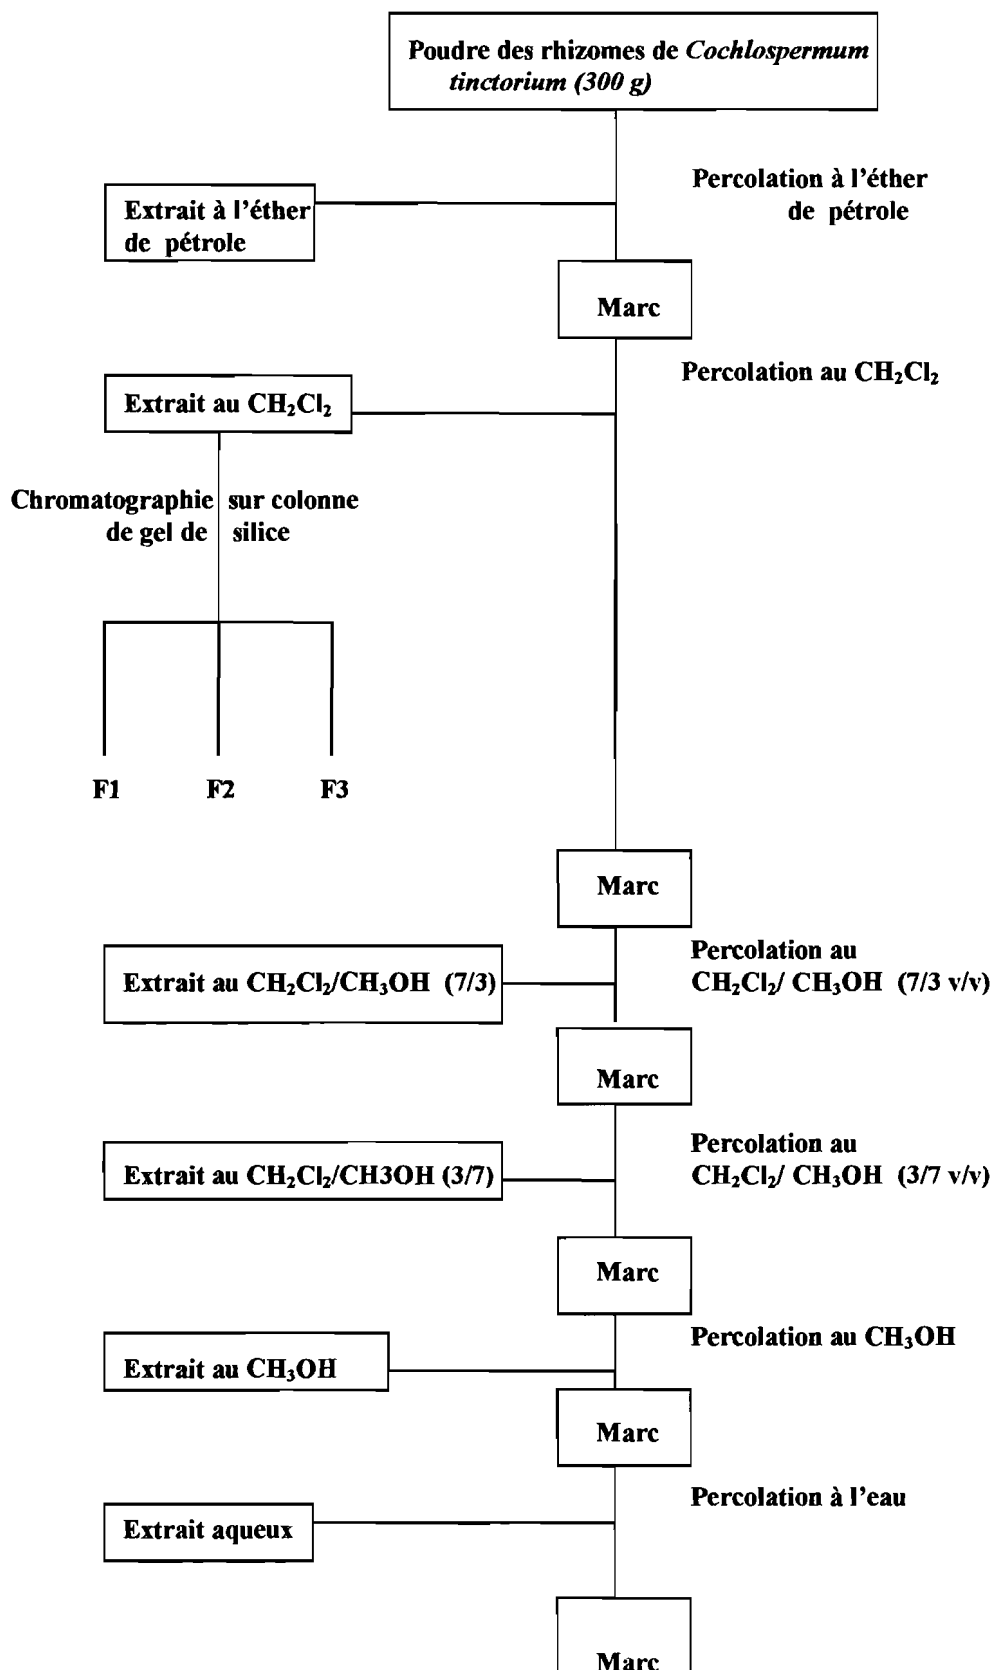 Poudre des rhizomes de Cochlospermum
tinctorium (300 g)
Percolation à l'éther
de pétrole
Extrait à l'éther
de pétrole
Marc
Percolation au CH₂Cl₂
Extrait au CH₂Cl₂
Chromatographie sur colonne
de gel de silice
F1 F2 F3
Marc
Percolation au
CH₂Cl₂/ CH₃OH (7/3 v/v)
Extrait au CH₂Cl₂/CH₃OH (7/3)
Marc
Percolation au
CH₂Cl₂/ CH₃OH (3/7 v/v)
Extrait au CH₂Cl₂/CH3OH (3/7)
Marc
Percolation au CH₃OH
Extrait au CH₃OH
Marc
Percolation à l'eau
Extrait aqueux
Marc